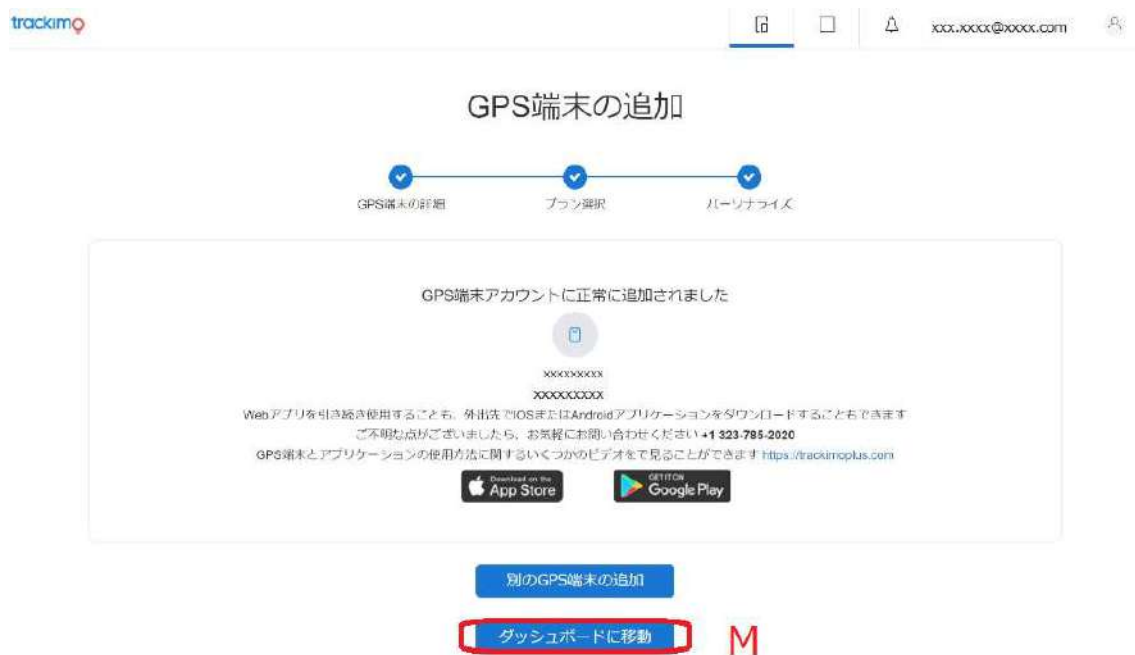 trackimo
xxx.xxxx@xxxx.com
GPS端末の追加
GPS端末の詳細
プラン選択
パーソナライズ
GPS端末アカウントに正常に追加されました
xxxxxxxxx
xxxxxxxxxx
Webアプリを引き続き使用することも、外出先でIOSまたはAndroidアプリケーションをダウンロードすることもできます
ご不明な点がございましたら、お気軽にお問い合わせください +1 323-785-2020
GPS端末とアプリケーションの使用方法に関するいくつかのビデオをで見ることができます https://trackimoplus.com
Download on the
App Store
GET IT ON
Google Play
別のGPS端末の追加
ダッシュボードに移動
M